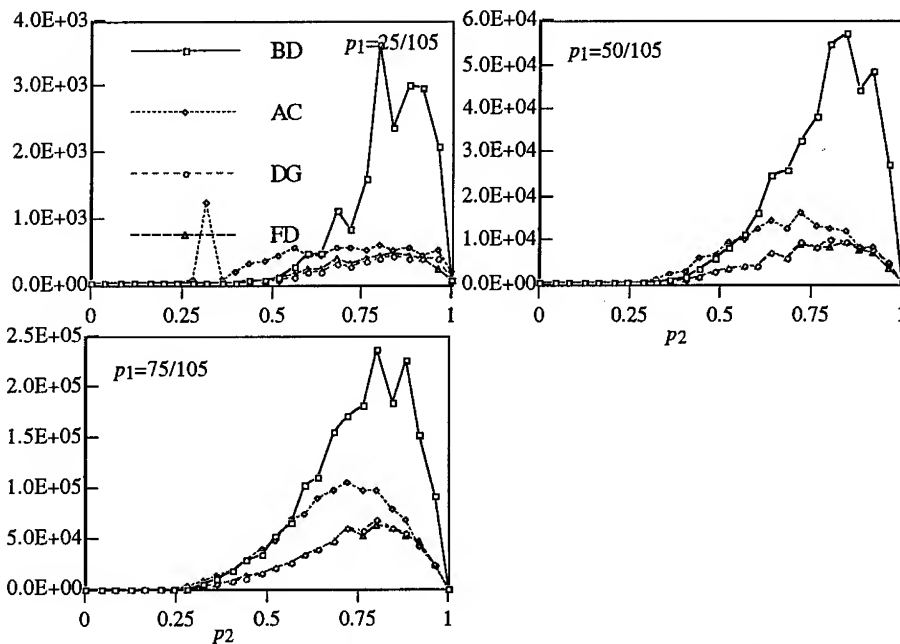 4.0E+03
3.0E+03
2.0E+03
1.0E+03
0.0E+00
p1=25/105
BD
AC
DG
FD
0 0.25 0.5 0.75 1
6.0E+04
5.0E+04
4.0E+04
3.0E+04
2.0E+04
1.0E+04
0.0E+00
p1=50/105
0 0.25 0.5 0.75 1
p2
2.5E+05
2.0E+05
1.5E+05
1.0E+05
5.0E+04
0.0E+00
p1=75/105
0 0.25 0.5 0.75 1
p2